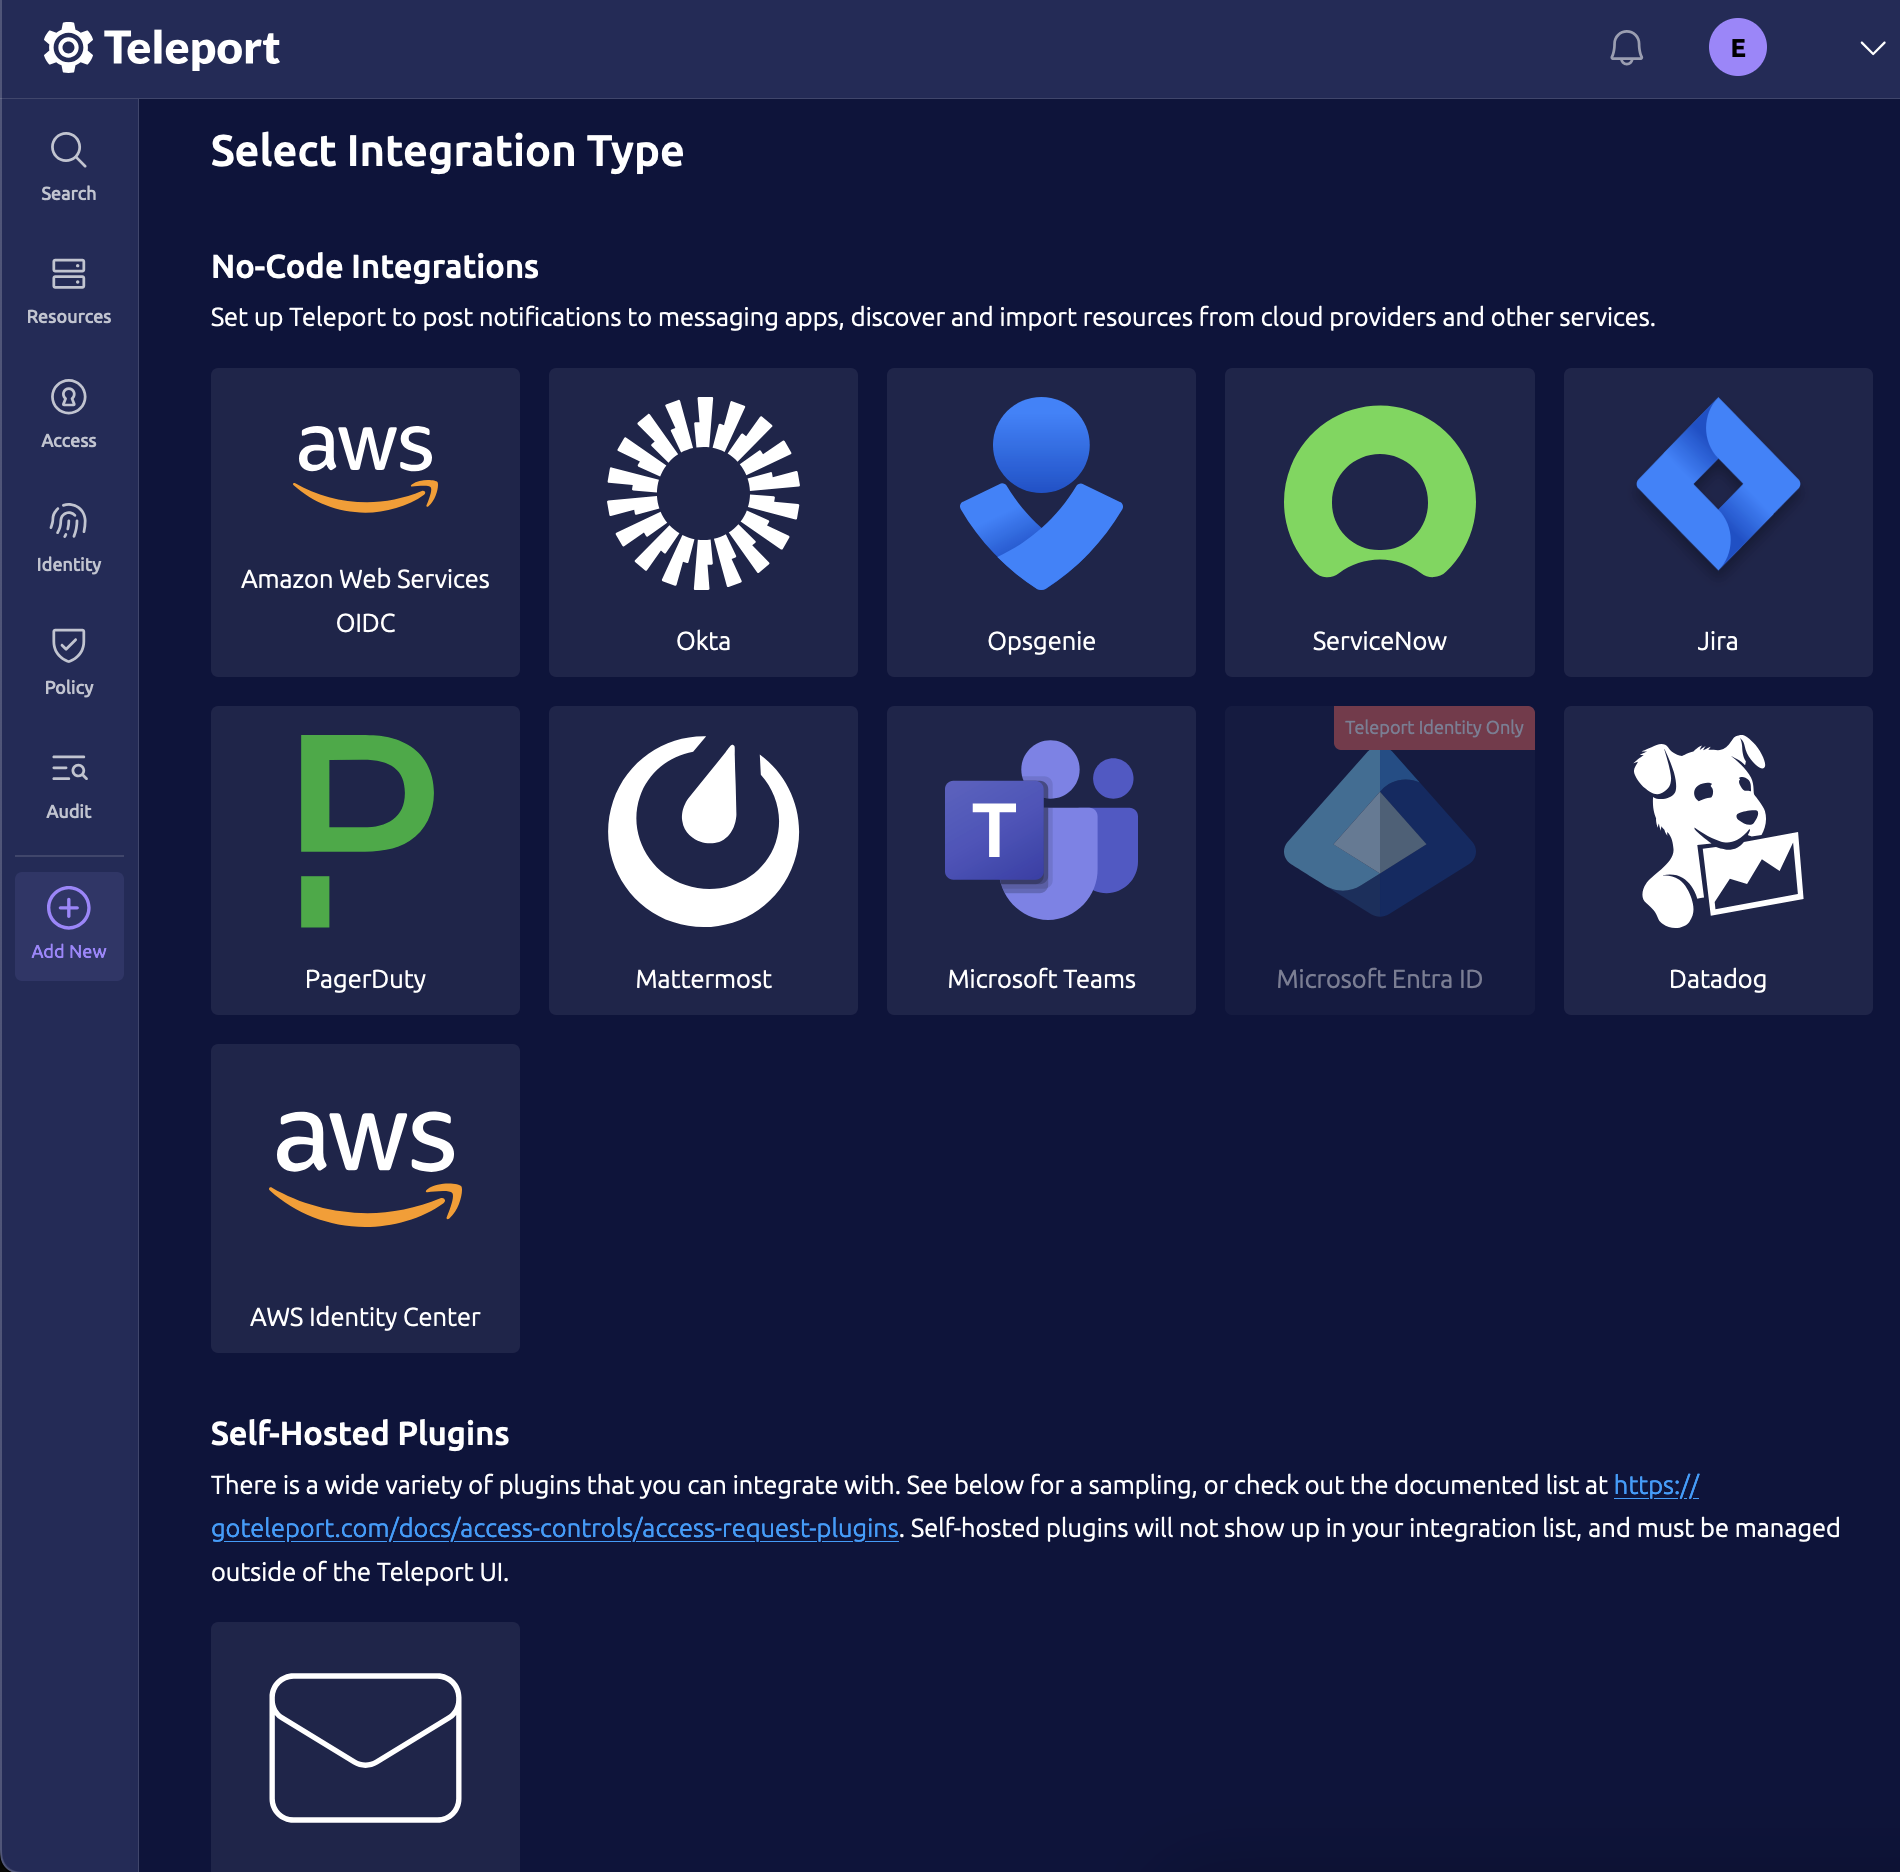 Teleport
E
Search
Resources
Access
Identity
Policy
Audit
Add New
Select Integration Type
No-Code Integrations
Set up Teleport to post notifications to messaging apps, discover and import resources from cloud providers and other services.
aws
Amazon Web Services
OIDC
Okta
Opsgenie
ServiceNow
Jira
P
PagerDuty
Mattermost
T
Microsoft Teams
Teleport Identity Only
Microsoft Entra ID
Datadog
aws
AWS Identity Center
Self-Hosted Plugins
There is a wide variety of plugins that you can integrate with. See below for a sampling, or check out the documented list at https://
goteleport.com/docs/access-controls/access-request-plugins. Self-hosted plugins will not show up in your integration list, and must be managed
outside of the Teleport UI.